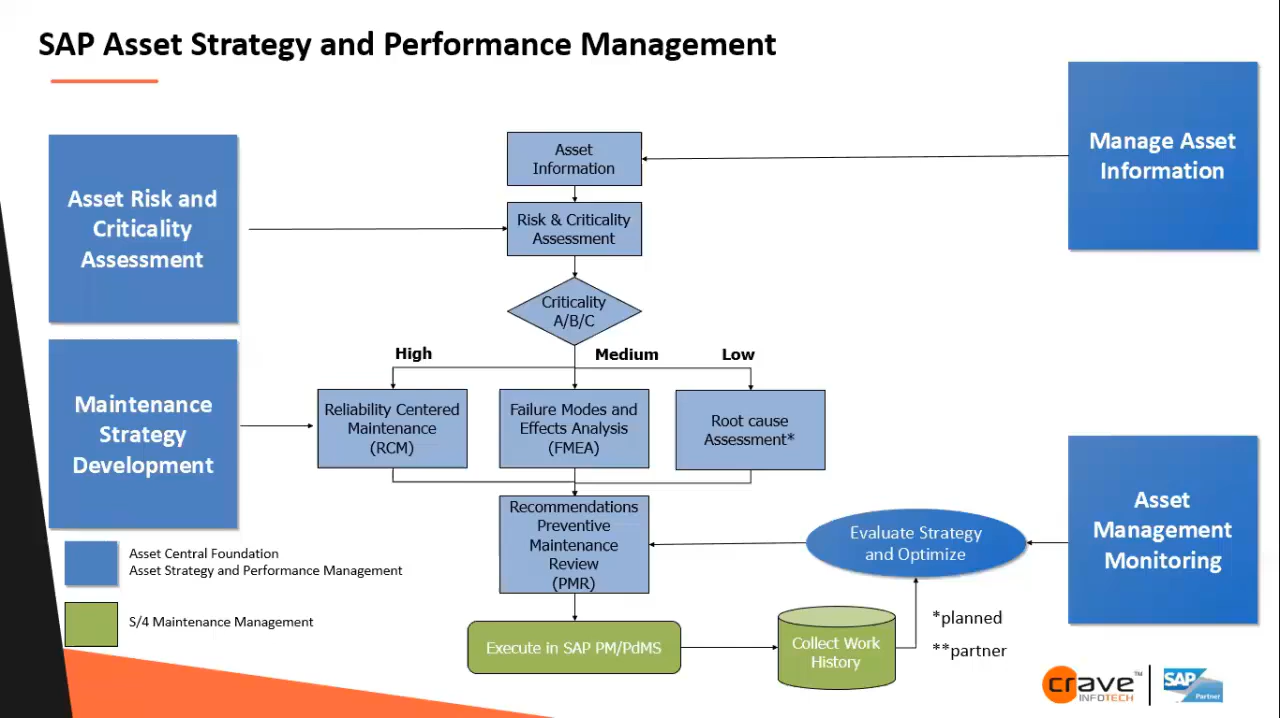 SAP Asset Strategy and Performance Management
Manage Asset
Information
Asset
Information
Asset Risk and
Criticality
Assessment
Risk & Criticality
Assessment
Criticality
A/B/C
High
Medium
Low
Maintenance
Strategy
Development
Reliability Centered
Maintenance
(RCM)
Failure Modes and
Effects Analysis
(FMEA)
Root cause
Assessment*
Recommendations
Preventive
Maintenance
Review
(PMR)
Evaluate Strategy
and Optimize
Asset
Management
Monitoring
Asset Central Foundation
Asset Strategy and Performance Management
S/4 Maintenance Management
Execute in SAP PM/PdMS
Collect Work
History
*planned
**partner
crave™
INFOTECH
SAP
Partner